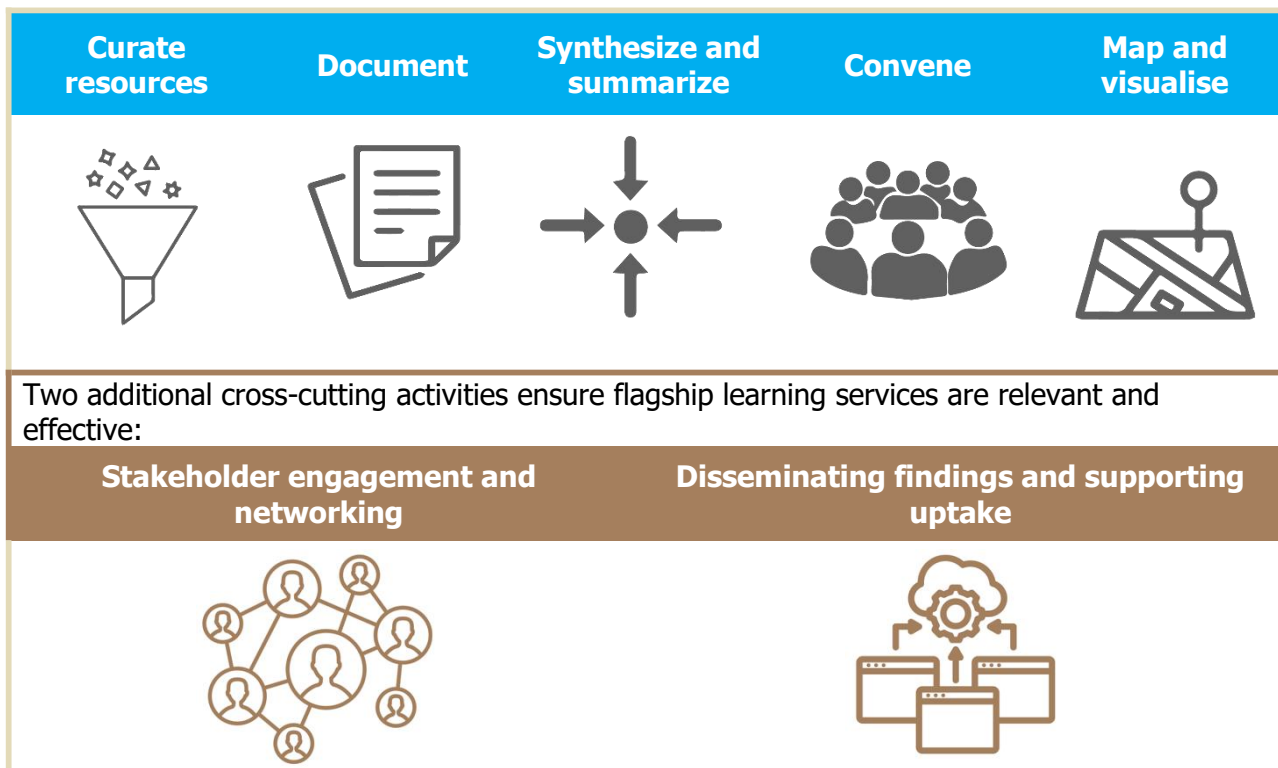 Curate
resources
Document
Synthesize and
summarize
Convene
Map and
visualise
Two additional cross-cutting activities ensure flagship learning services are relevant and
effective:
Stakeholder engagement and
networking
Disseminating findings and supporting
uptake